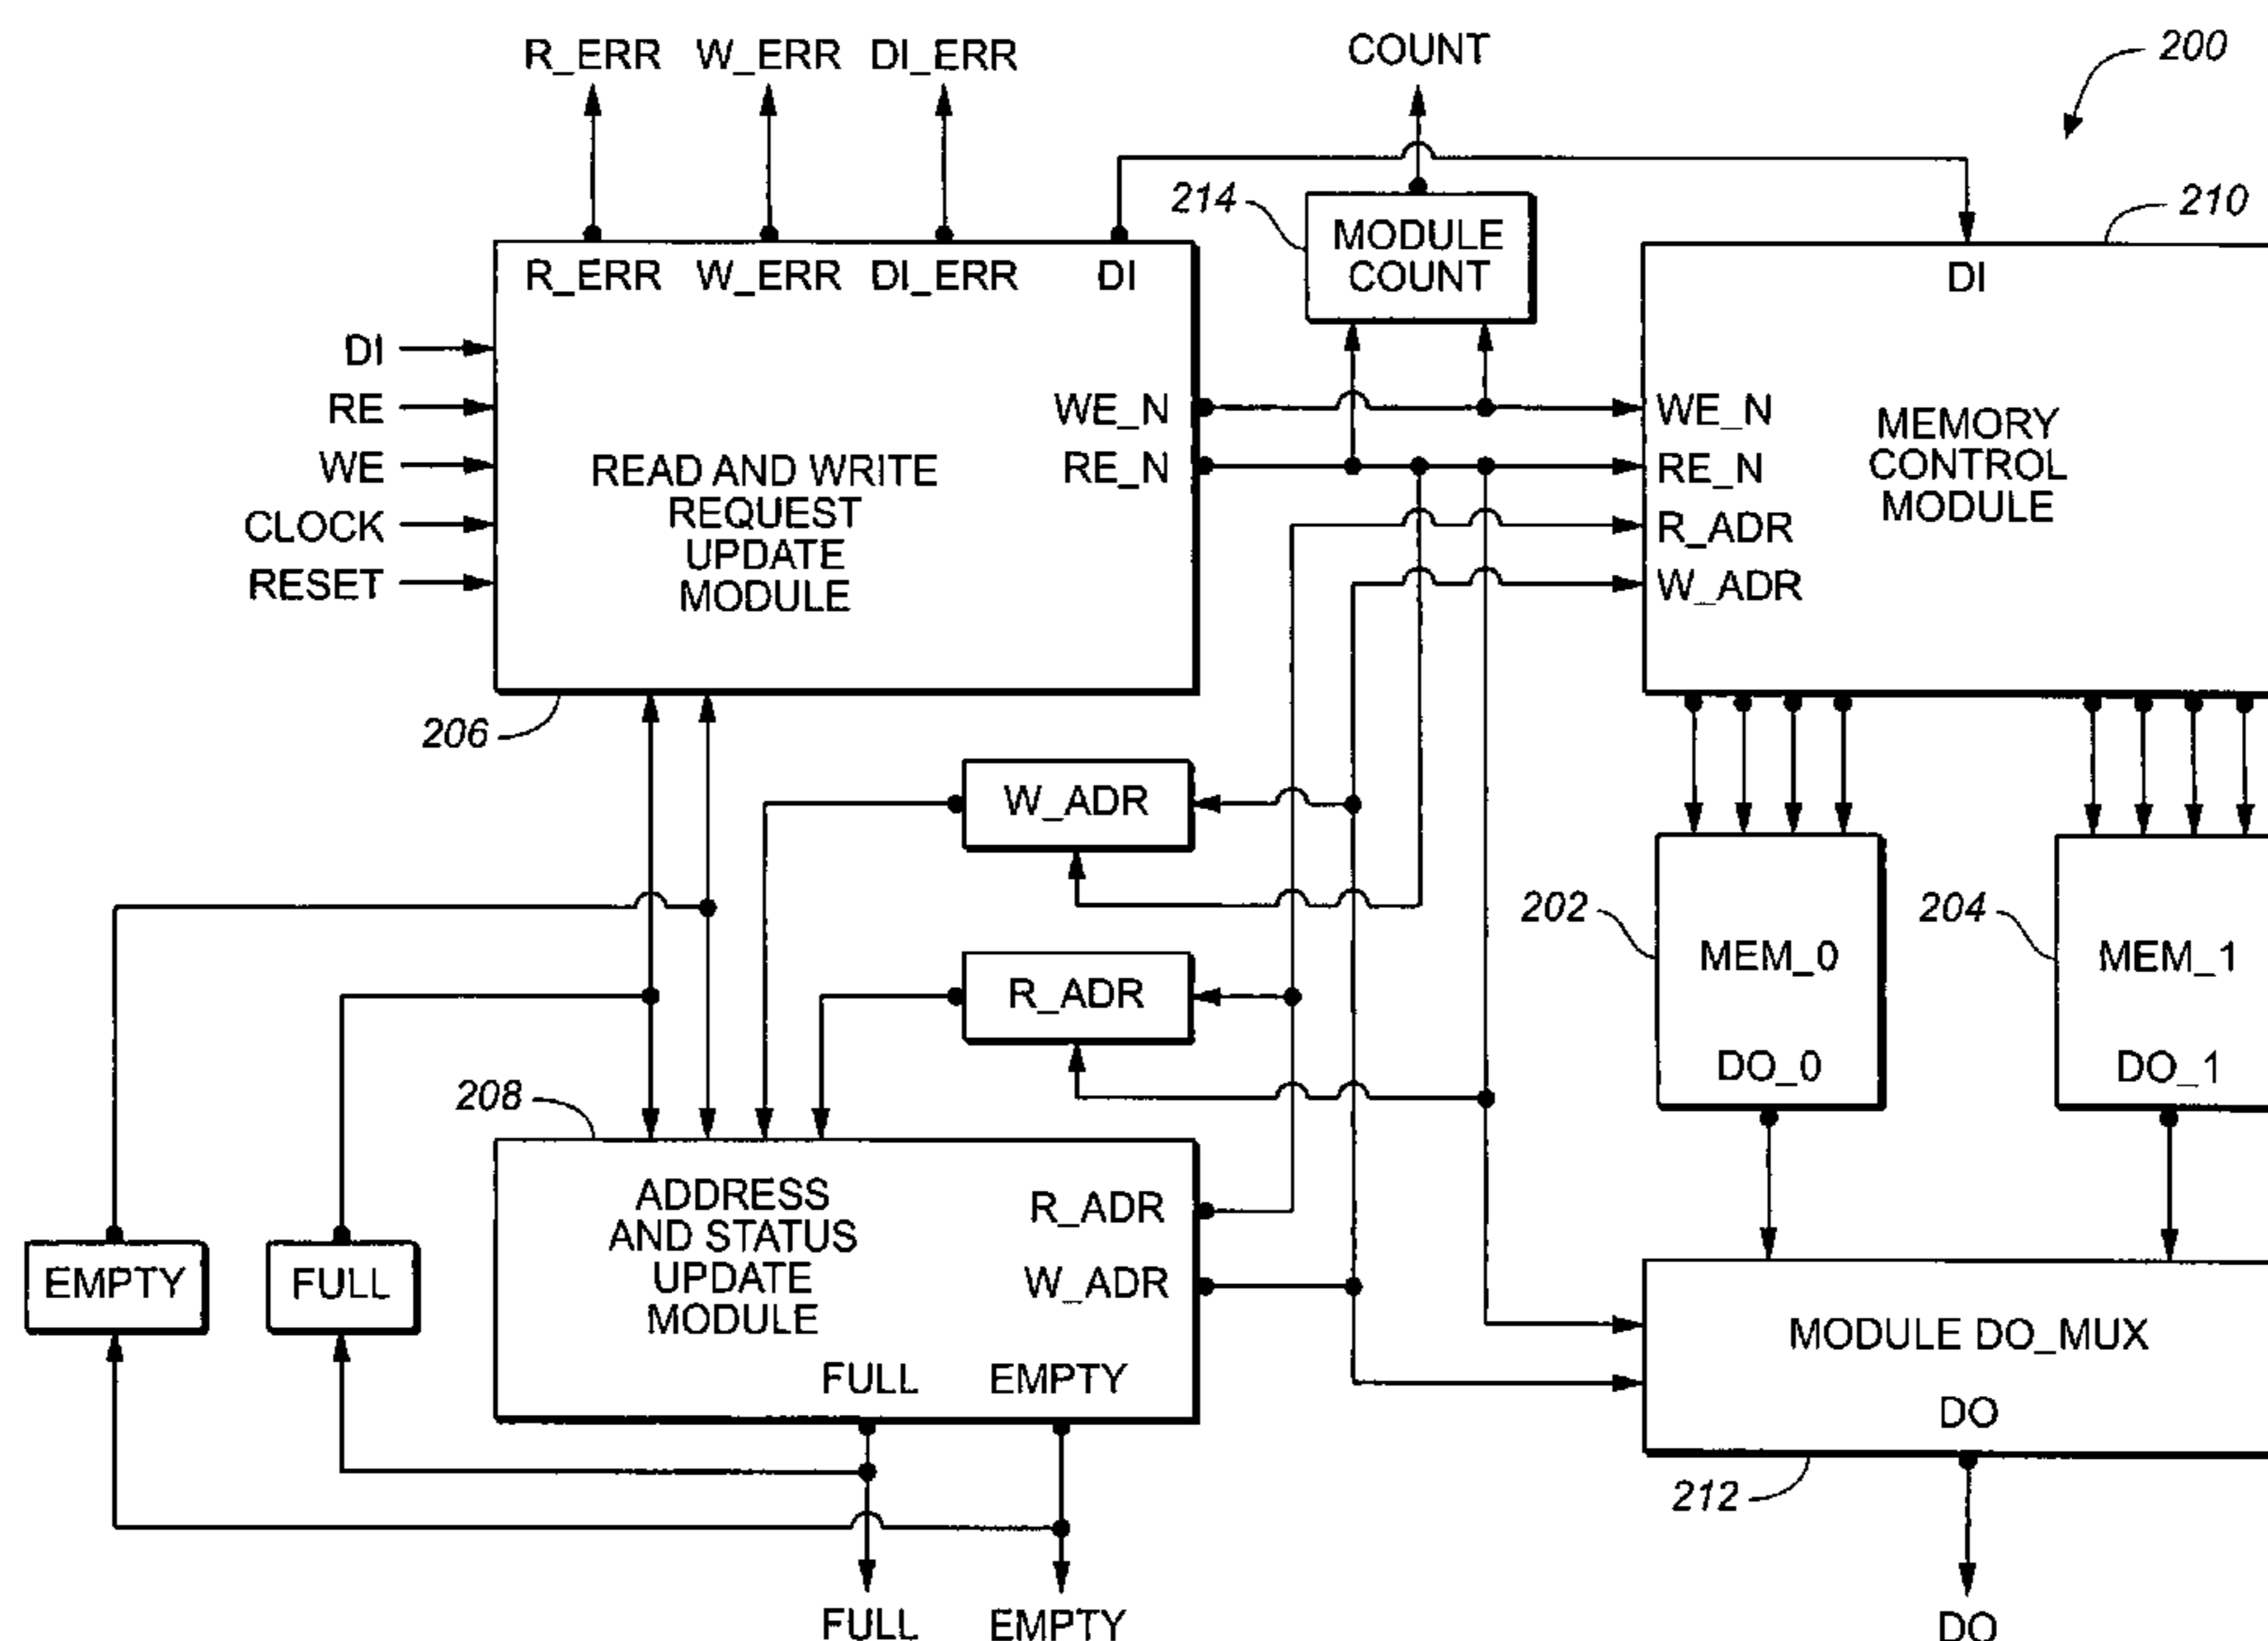 R_ERR W_ERR DI_ERR
COUNT
200
214
210
R_ERR W_ERR DI_ERR DI
MODULE
COUNT
DI
DI
RE
WE
CLOCK
RESET
READ AND WRITE
REQUEST
UPDATE
MODULE
WE_N
RE_N
WE_N
RE_N
R_ADR
W_ADR
MEMORY
CONTROL
MODULE
206
W_ADR
R_ADR
202
MEM_0
DO_0
204
MEM_1
DO_1
208
EMPTY
FULL
ADDRESS
AND STATUS
UPDATE
MODULE
R_ADR
W_ADR
FULL EMPTY
MODULE DO_MUX
DO
212
FULL EMPTY
DO